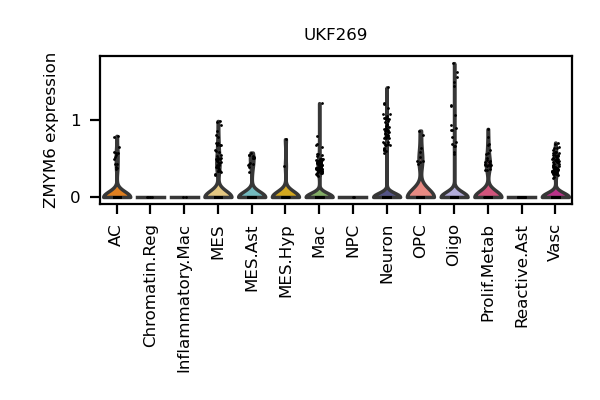 UKF269
ZMYM6 expression
1
0
AC
Chromatin.Reg
Inflammatory.Mac
MES
MES.Ast
MES.Hyp
Mac
NPC
Neuron
OPC
Oligo
Prolif.Metab
Reactive.Ast
Vasc